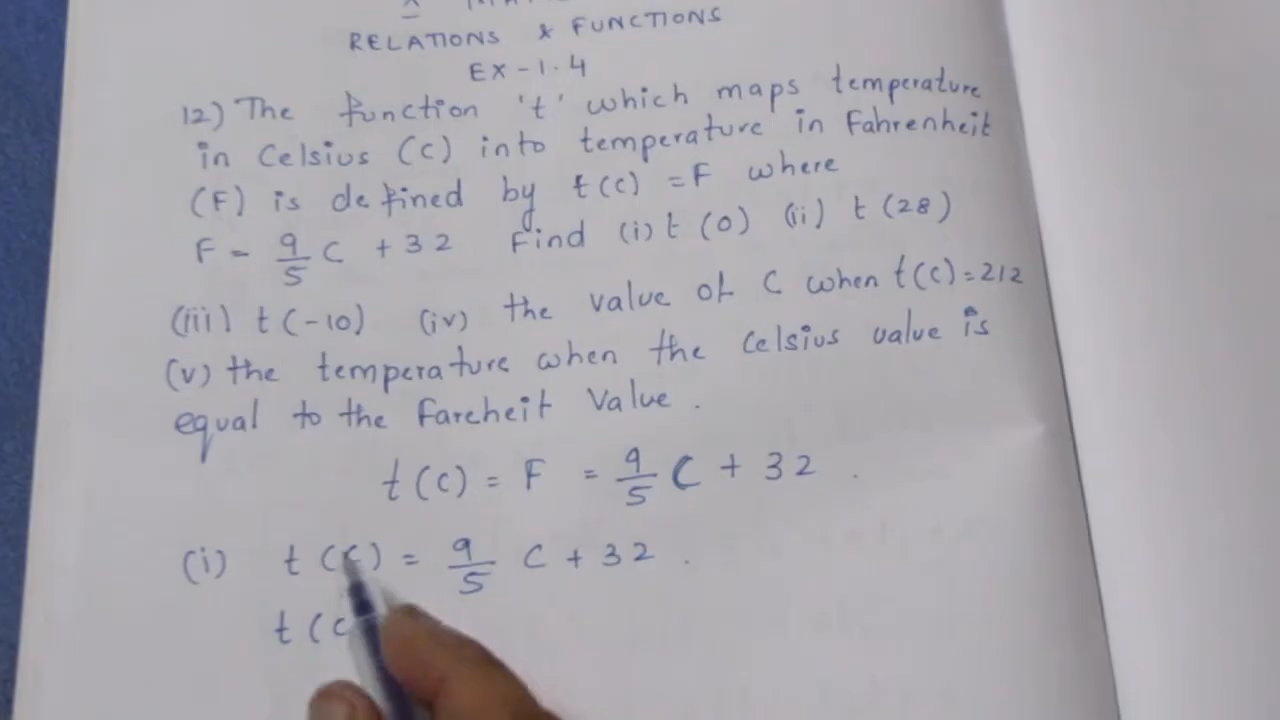 RELATIONS & FUNCTIONS
EX-1.4
12) The function 't' which maps temperature
in Celsius (C) into temperature in Fahrenheit
(F) is defined by t(C) = F where
F = 9/5 C + 32 Find (i) t(0) (ii) t(28)
(iii) t(-10) (iv) the value of C when t(C)=212
(v) the temperature when the Celsius value is
equal to the Farcheit Value.
t(C) = F = 9/5 C + 32.
(i) t(C) = 9/5 C + 32.
t(C